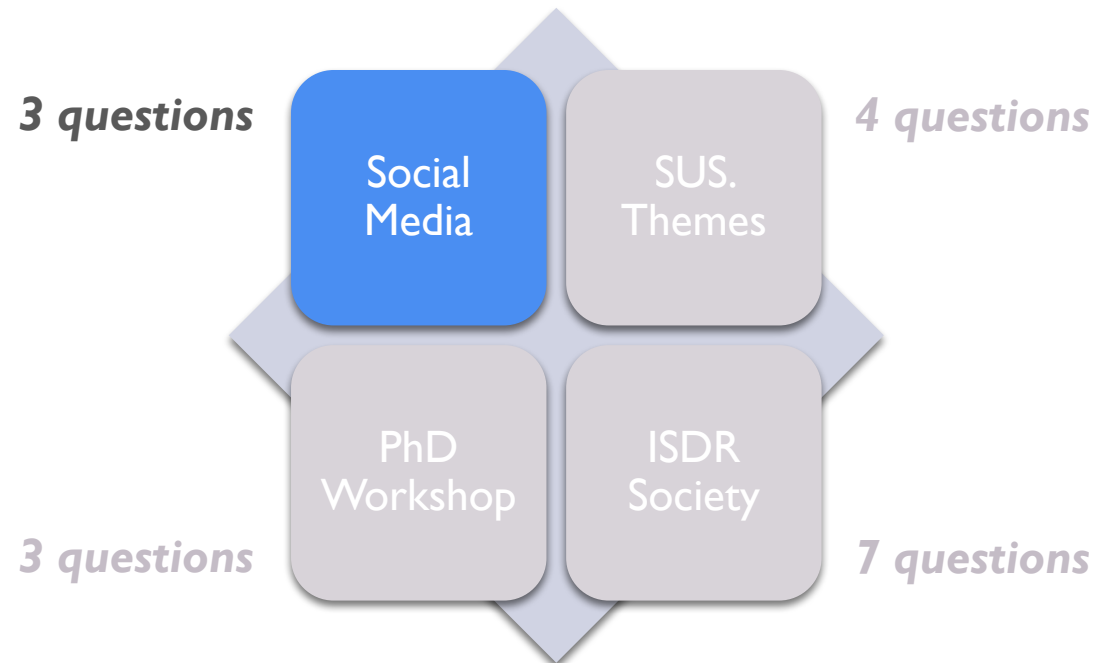 3 questions
Social
Media
SUS.
Themes
4 questions
3 questions
PhD
Workshop
ISDR
Society
7 questions